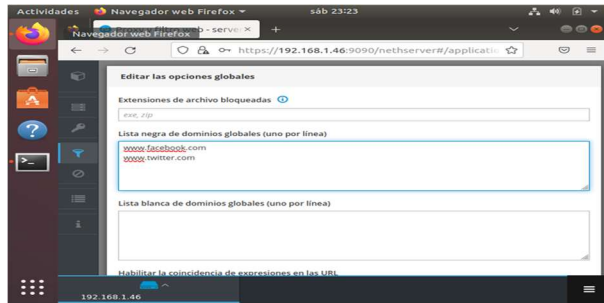 Actividades
Navegador web Firefox
sáb 23:23
Navegador web Firefox
web - server
https://192.168.1.46:9090/nethserver#/applicatio
Editar las opciones globales
Extensiones de archivo bloqueadas
exe, zip
Lista negra de dominios globales (uno por línea)
www.facebook.com
www.twitter.com
Lista blanca de dominios globales (uno por línea)
Habilitar la coincidencia de expresiones en las URL
192.168.1.46